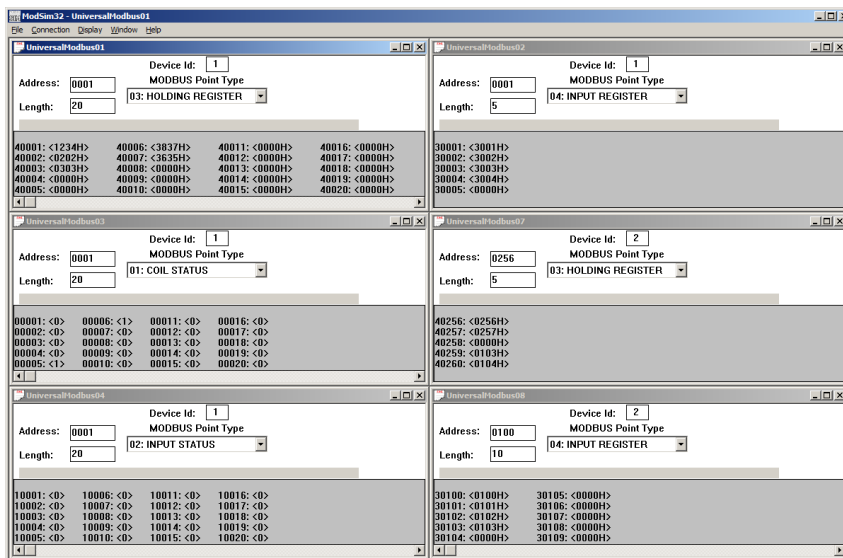 ModSim32 - UniversalModbus01
File Connection Display Window Help
UniversalModbus01
Device Id: 1
Address: 0001
MODBUS Point Type
03: HOLDING REGISTER
Length: 20
40001: <1234H> 40006: <3837H> 40011: <0000H> 40016: <0000H>
40002: <0202H> 40007: <3635H> 40012: <0000H> 40017: <0000H>
40003: <0303H> 40008: <0000H> 40013: <0000H> 40018: <0000H>
40004: <0000H> 40009: <0000H> 40014: <0000H> 40019: <0000H>
40005: <0000H> 40010: <0000H> 40015: <0000H> 40020: <0000H>
UniversalModbus02
Device Id: 1
Address: 0001
MODBUS Point Type
04: INPUT REGISTER
Length: 5
30001: <3001H>
30002: <3002H>
30003: <3003H>
30004: <3004H>
30005: <0000H>
UniversalModbus03
Device Id: 1
Address: 0001
MODBUS Point Type
01: COIL STATUS
Length: 20
00001: <0> 00006: <1> 00011: <0> 00016: <0>
00002: <0> 00007: <0> 00012: <0> 00017: <0>
00003: <0> 00008: <0> 00013: <0> 00018: <0>
00004: <0> 00009: <0> 00014: <0> 00019: <0>
00005: <1> 00010: <0> 00015: <0> 00020: <0>
UniversalModbus07
Device Id: 2
Address: 0256
MODBUS Point Type
03: HOLDING REGISTER
Length: 5
40256: <0256H>
40257: <0257H>
40258: <0000H>
40259: <0103H>
40260: <0104H>
UniversalModbus04
Device Id: 1
Address: 0001
MODBUS Point Type
02: INPUT STATUS
Length: 20
10001: <0> 10006: <0> 10011: <0> 10016: <0>
10002: <0> 10007: <0> 10012: <0> 10017: <0>
10003: <0> 10008: <0> 10013: <0> 10018: <0>
10004: <0> 10009: <0> 10014: <0> 10019: <0>
10005: <0> 10010: <0> 10015: <0> 10020: <0>
UniversalModbus08
Device Id: 2
Address: 0100
MODBUS Point Type
04: INPUT REGISTER
Length: 10
30100: <0100H> 30105: <0000H>
30101: <0101H> 30106: <0000H>
30102: <0102H> 30107: <0000H>
30103: <0103H> 30108: <0000H>
30104: <0000H> 30109: <0000H>